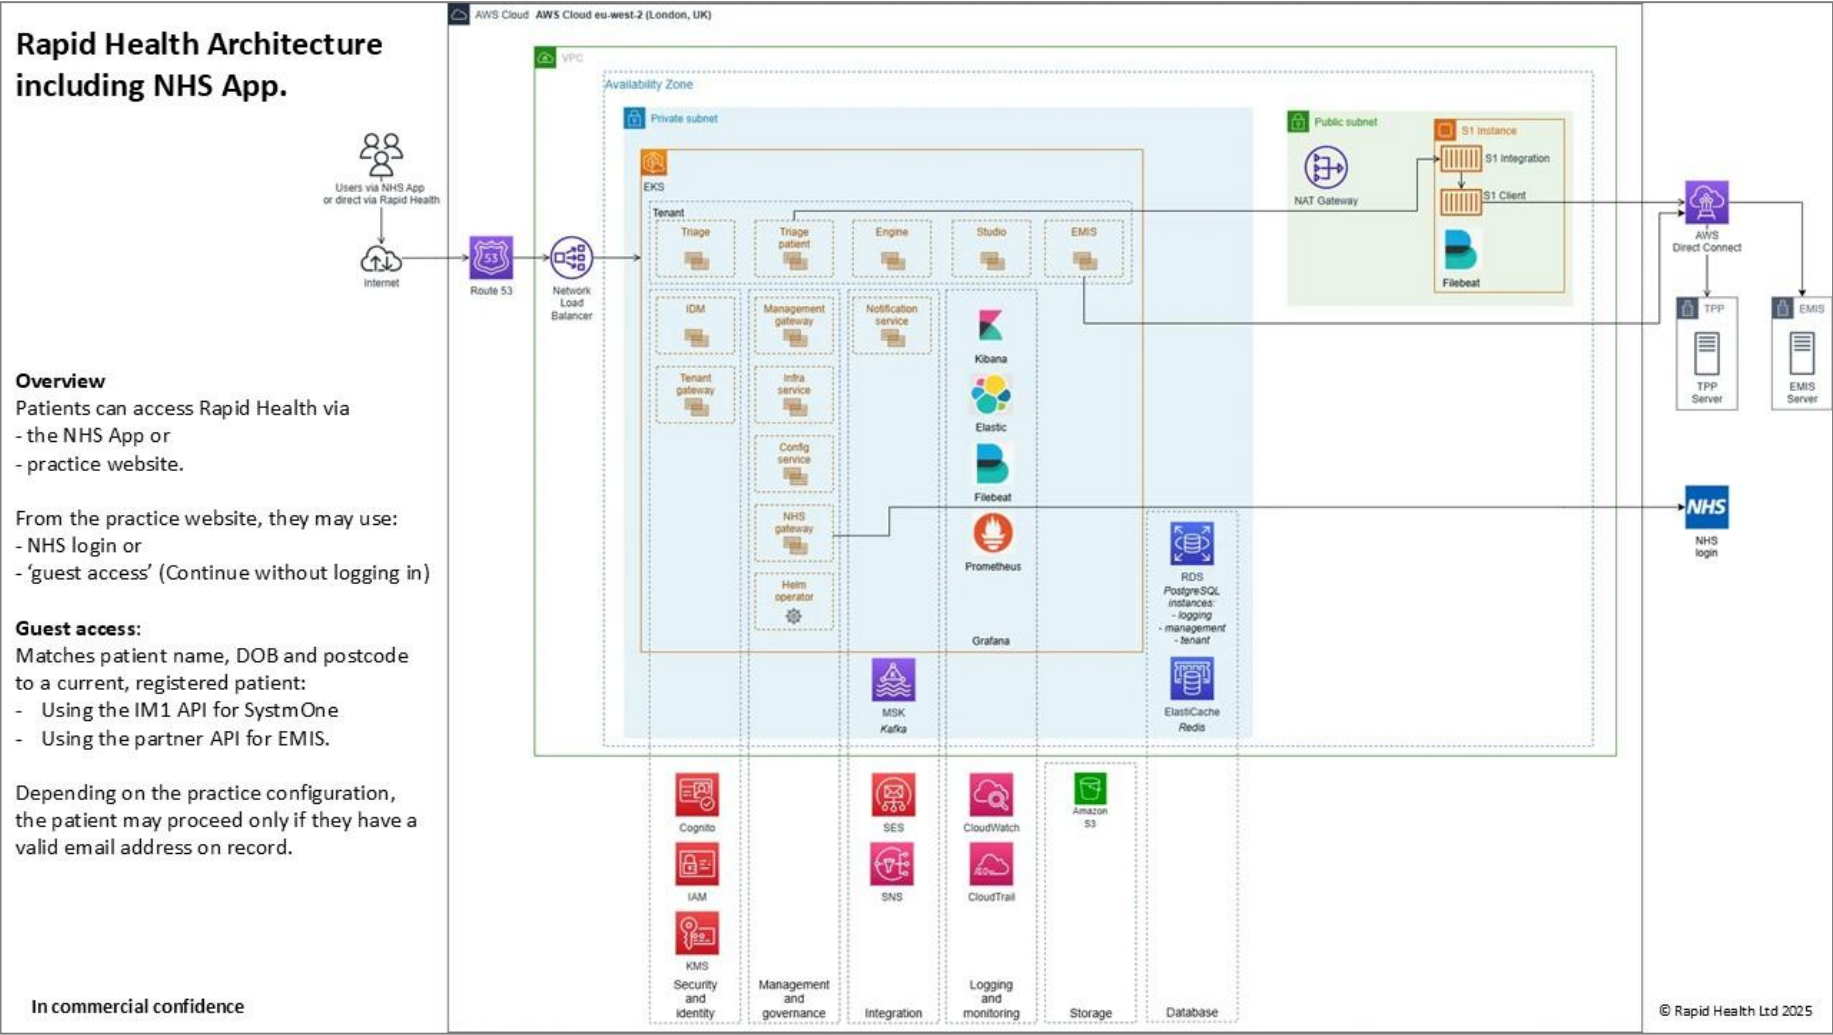 Rapid Health Architecture
including NHS App.
Users via NHS App
or direct via Rapid Health
Internet
53
Route 53
Network
Load
Balancer
Overview
Patients can access Rapid Health via
- the NHS App or
- practice website.
From the practice website, they may use:
- NHS login or
- ‘guest access’ (Continue without logging in)
Guest access:
Matches patient name, DOB and postcode
to a current, registered patient:
- Using the IM1 API for SystmOne
- Using the partner API for EMIS.
Depending on the practice configuration,
the patient may proceed only if they have a
valid email address on record.
In commercial confidence
AWS Cloud AWS Cloud eu-west-2 (London, UK)
VPC
Availability Zone
Private subnet
EKS
Tenant
Triage
Triage
patient
Engine
Studio
EMIS
IDM
Management
gateway
Notification
service
Kibana
Tenant
gateway
Infra
service
Elastic
Config
service
Filebeat
NHS
gateway
Prometheus
Helm
operator
Grafana
MSK
Kafka
RDS
PostgreSQL
instances:
- logging
- management
- tenant
ElastiCache
Redis
Public subnet
NAT Gateway
S1 Instance
S1 Integration
S1 Client
Filebeat
AWS
Direct Connect
TPP
TPP
Server
EMIS
EMIS
Server
NHS
NHS
login
Cognito
IAM
KMS
Security
and
identity
Management
and
governance
SES
SNS
Integration
CloudWatch
CloudTrail
Logging
and
monitoring
Amazon
S3
Storage
Database
© Rapid Health Ltd 2025